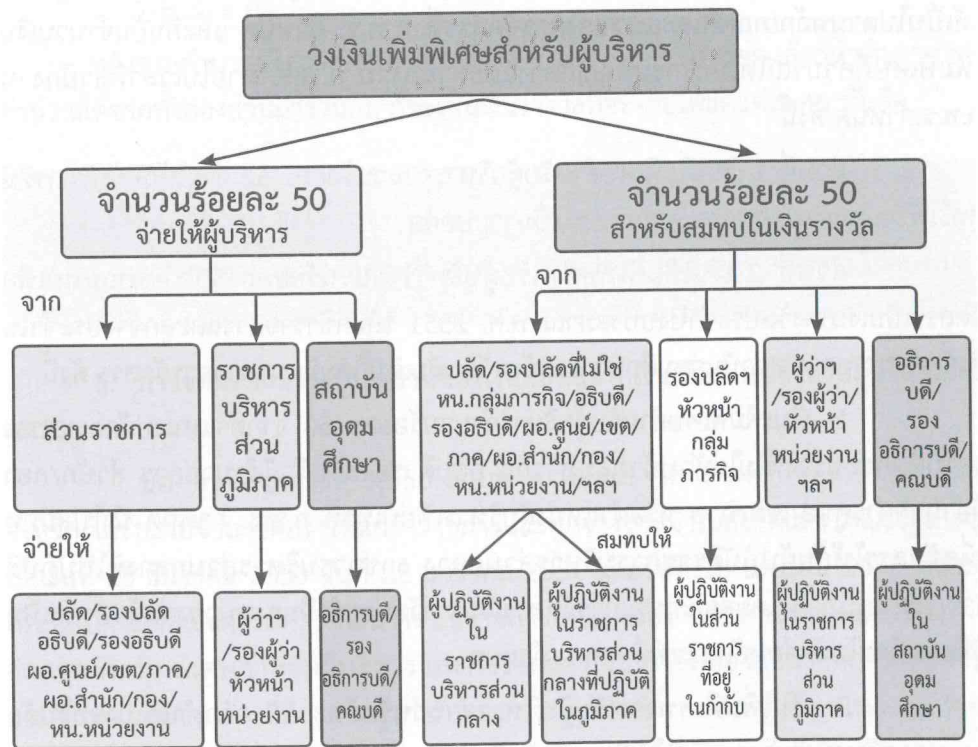 วงเงินเพิ่มพิเศษสำหรับผู้บริหาร
จำนวนร้อยละ 50
จ่ายให้ผู้บริหาร
จำนวนร้อยละ 50
สำหรับสมทบในเงินรางวัล
จาก
ส่วนราชการ
ราชการ
บริหาร
ส่วน
ภูมิภาค
สถาบัน
อุดม
ศึกษา
จาก
ปลัด/รองปลัดที่ไม่ใช่
หน.กลุ่มภารกิจ/อธิบดี/
รองอธิบดี/ผอ.ศูนย์/เขต/
ภาค/ผอ.สำนัก/กอง/
หน.หน่วยงาน/ฯลฯ
รองปลัดฯ
หัวหน้า
กลุ่ม
ภารกิจ
ผู้ว่าฯ
/รองผู้ว่า/
หัวหน้า
หน่วยงาน
ฯลฯ
อธิการ
บดี/
รอง
อธิการบดี/
คณบดี
จ่ายให้
ปลัด/รองปลัด
อธิบดี/รองอธิบดี
ผอ.ศูนย์/เขต/ภาค/
ผอ.สำนัก/กอง/
หน.หน่วยงาน
ผู้ว่าฯ
/รองผู้ว่า
หัวหน้า
หน่วยงาน
อธิการบดี/
รอง
อธิการบดี/
คณบดี
สมทบให้
ผู้ปฏิบัติงาน
ใน
ราชการ
บริหารส่วน
กลาง
ผู้ปฏิบัติงาน
ในราชการ
บริหารส่วน
กลางที่ปฏิบัติ
ในภูมิภาค
ผู้ปฏิบัติงาน
ในส่วน
ราชการ
ที่อยู่
ในกำกับ
ผู้ปฏิบัติงาน
ในราชการ
บริหาร
ส่วน
ภูมิภาค
ผู้ปฏิบัติงาน
ใน
สถาบัน
อุดม
ศึกษา